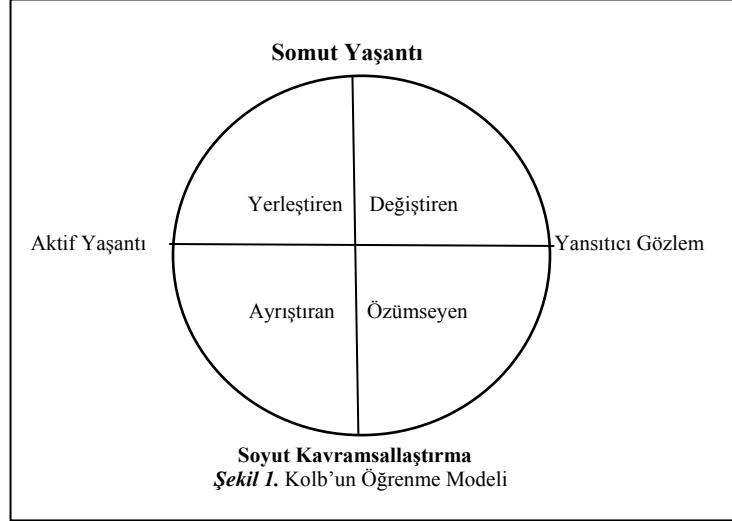 Somut Yaşantı
Yerleştiren Değiştiren
Aktif Yaşantı Yansıtıcı Gözlem
Ayrıştıran Özümseyen
Soyut Kavramsallaştırma
Şekil 1. Kolb’un Öğrenme Modeli